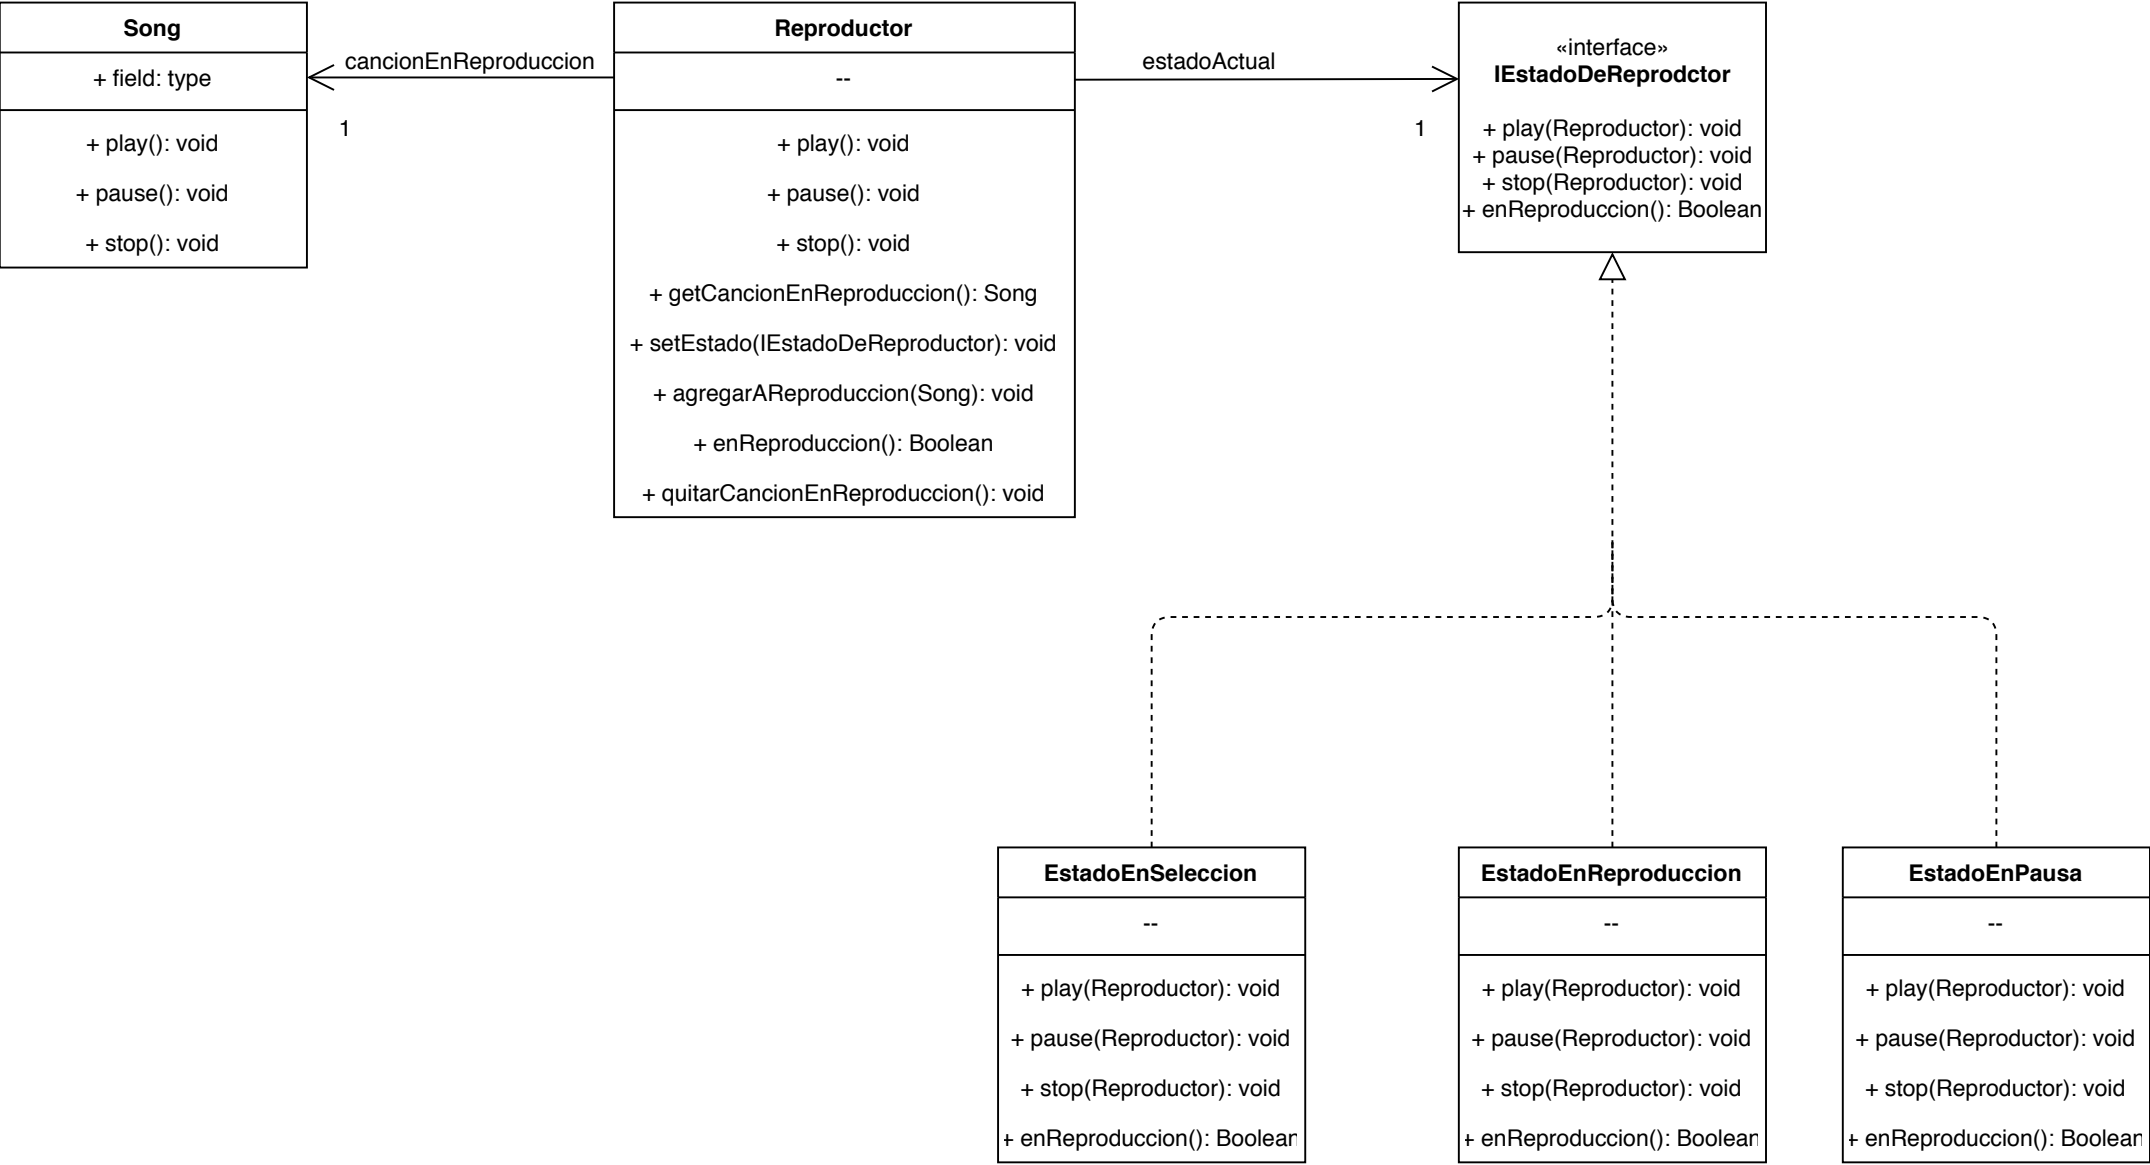 Song
+ field: type
+ play(): void
+ pause(): void
+ stop(): void
cancionEnReproduccion
1
Reproductor
--
+ play(): void
+ pause(): void
+ stop(): void
+ getCancionEnReproduccion(): Song
+ setEstado(IEstadoDeReproductor): void
+ agregarAReproduccion(Song): void
+ enReproduccion(): Boolean
+ quitarCancionEnReproduccion(): void
estadoActual
1
«interface»
IEstadoDeReprodctor
+ play(Reproductor): void
+ pause(Reproductor): void
+ stop(Reproductor): void
+ enReproduccion(): Boolean
EstadoEnSeleccion
--
+ play(Reproductor): void
+ pause(Reproductor): void
+ stop(Reproductor): void
+ enReproduccion(): Boolean
EstadoEnReproduccion
--
+ play(Reproductor): void
+ pause(Reproductor): void
+ stop(Reproductor): void
+ enReproduccion(): Boolean
EstadoEnPausa
--
+ play(Reproductor): void
+ pause(Reproductor): void
+ stop(Reproductor): void
+ enReproduccion(): Boolean